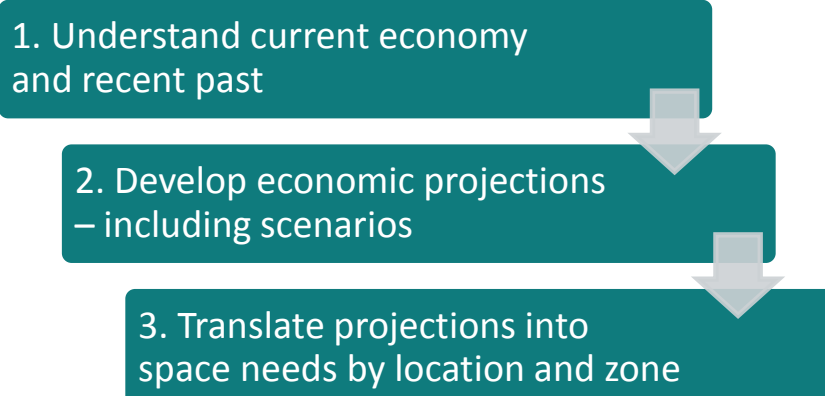 1. Understand current economy
and recent past
2. Develop economic projections
– including scenarios
3. Translate projections into
space needs by location and zone